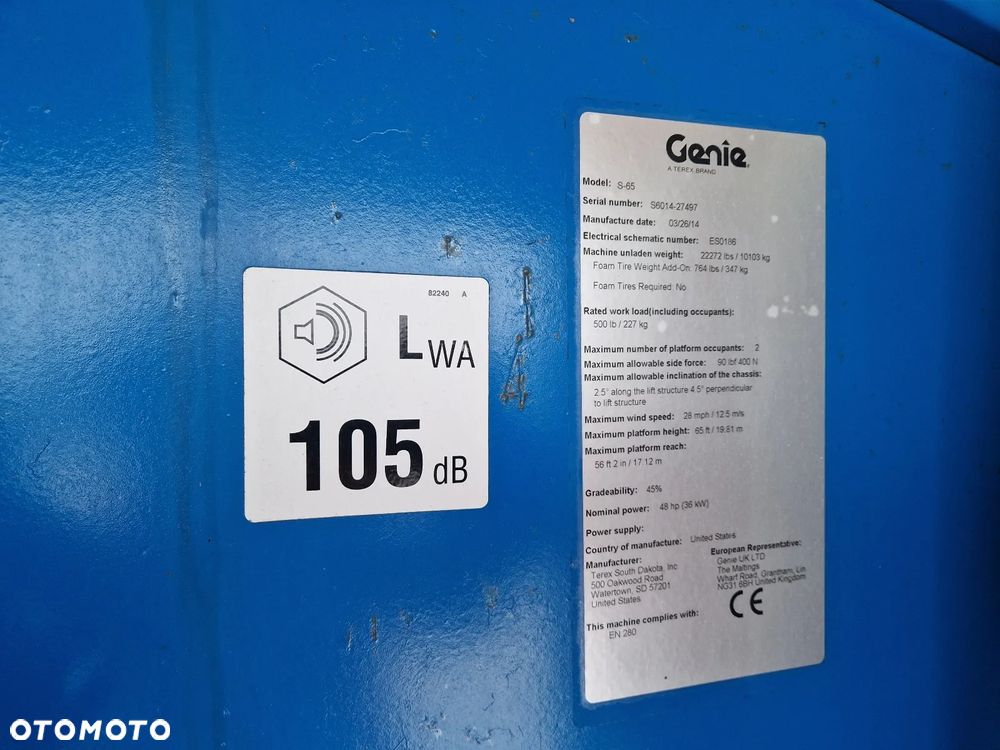 82240 A
LWA
105 dB
Genie
A TEREX BRAND
Model: S-65
Serial number: S6014-27497
Manufacture date: 03/26/14
Electrical schematic number: ES0186
Machine unladen weight: 22272 lbs / 10103 kg
Foam Tire Weight Add-On: 764 lbs / 347 kg
Foam Tires Required: No
Rated work load(including occupants):
500 lb / 227 kg
Maximum number of platform occupants: 2
Maximum allowable side force: 90 lbf/400 N
Maximum allowable inclination of the chassis:
2.5° along the lift structure 4.5° perpendicular
to lift structure
Maximum wind speed: 28 mph / 12.5 m/s
Maximum platform height: 65 ft / 19.81 m
Maximum platform reach:
56 ft 2 in / 17.12 m
Gradeability: 45%
Nominal power: 48 hp (36 kW)
Power supply:
Country of manufacture: United States
Manufacturer:
Terex South Dakota, Inc
500 Oakwood Road
Watertown, SD 57201
United States
European Representative:
Genie UK LTD
The Maltings
Wharf Road, Grantham, Lin
NG31 6BH United Kingdom
CE
This machine complies with:
EN 280
OTOMOTO